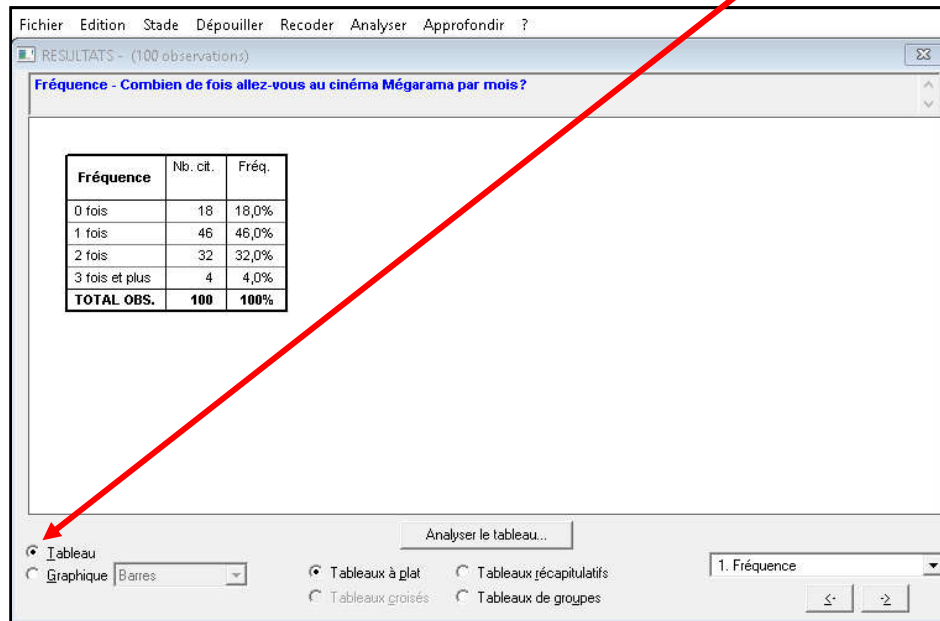 Fichier Edition Stade Dépouiller Recoder Analyser Approfondir ?
RESULTATS - (100 observations)
Fréquence - Combien de fois allez-vous au cinéma Mégarama par mois?
Fréquence Nb. cit. Fréq.
0 fois 18 18,0%
1 fois 46 46,0%
2 fois 32 32,0%
3 fois et plus 4 4,0%
TOTAL OBS. 100 100%
Analyser le tableau...
Tableau
Graphique Barres
Tableaux à plat Tableaux récapitulatifs
Tableaux croisés Tableaux de groupes
1. Fréquence
<- ->